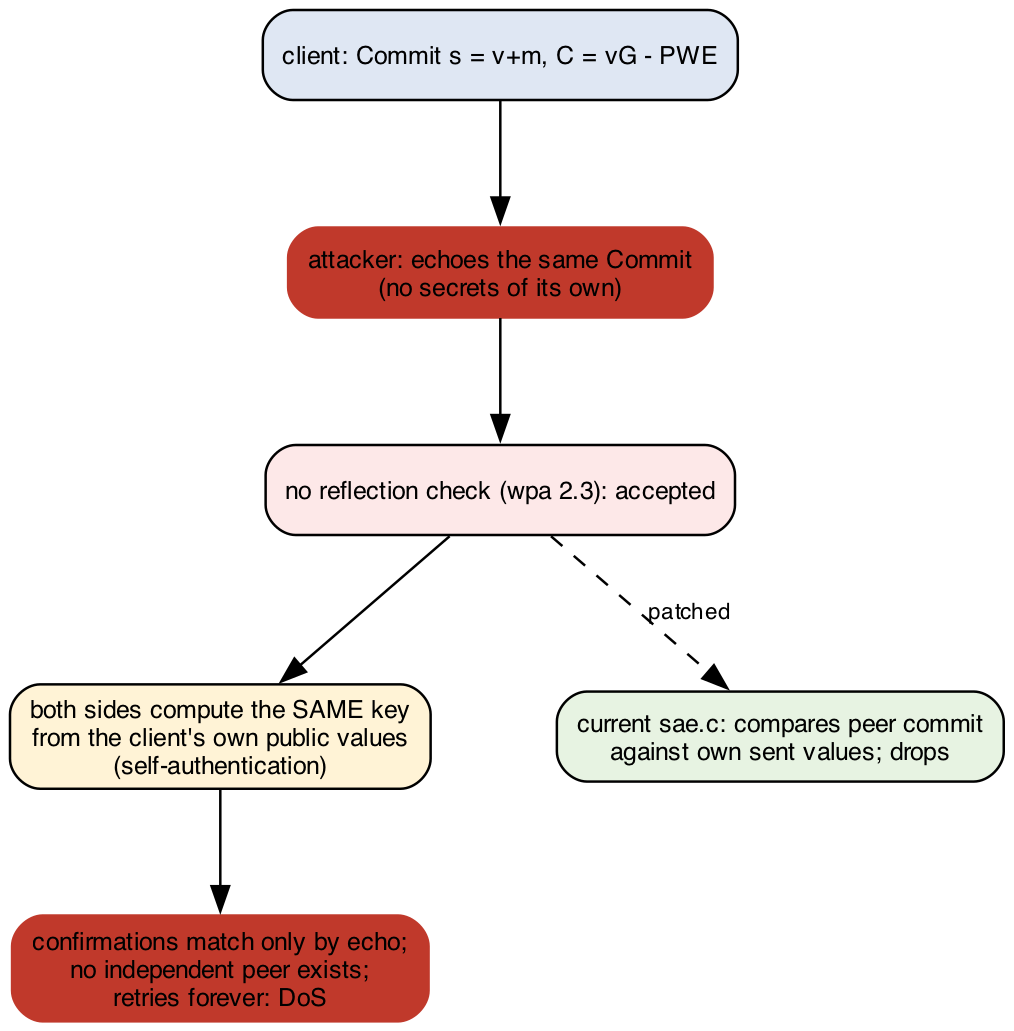 client: Commit s = v+m, C = vG - PWE
attacker: echoes the same Commit
(no secrets of its own)
no reflection check (wpa 2.3): accepted
patched
both sides compute the SAME key
from the client's own public values
(self-authentication)
current sae.c: compares peer commit
against own sent values; drops
confirmations match only by echo;
no independent peer exists;
retries forever: DoS